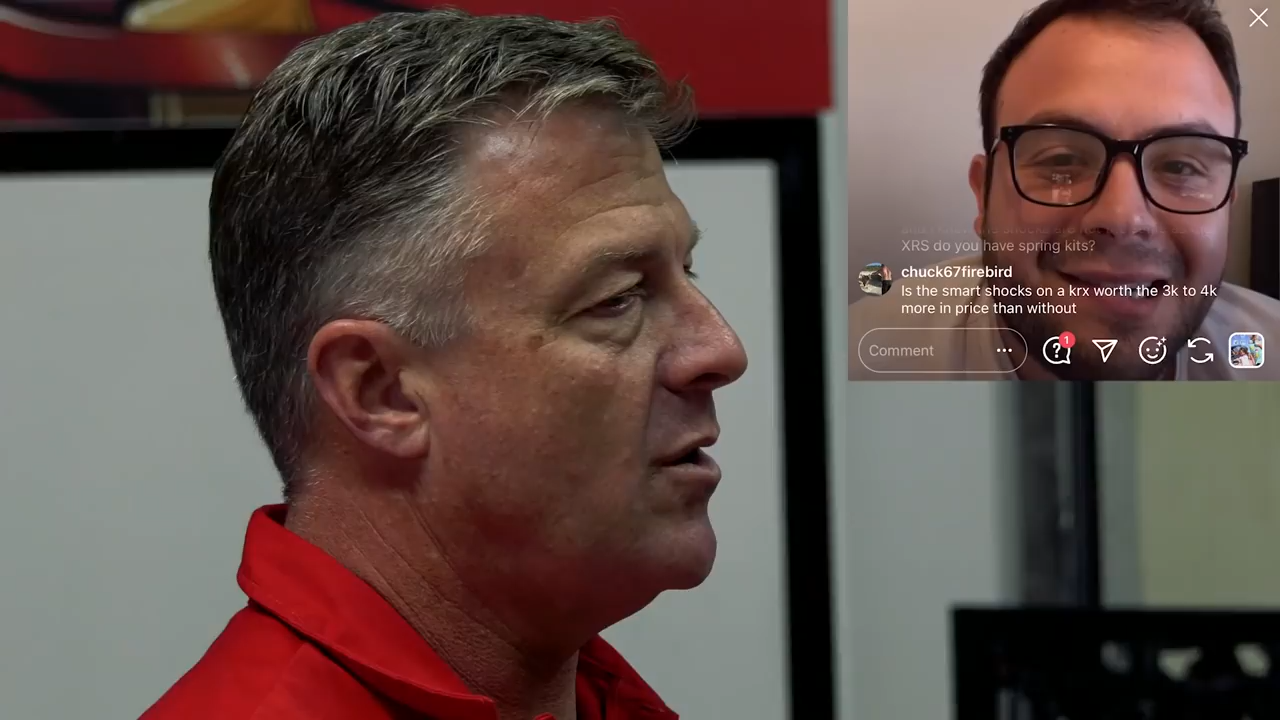 XRS do you have spring kits?
chuck67firebird
Is the smart shocks on a krx worth the 3k to 4k
more in price than without
Comment
1